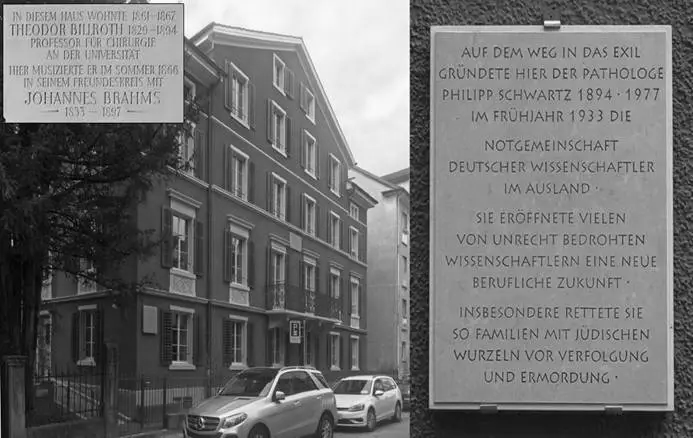 IN DIESEM HAUS WOHNTE 1861–1867
THEODOR BILLROTH 1829–1894
PROFESSOR FÜR CHIRURGIE
AN DER UNIVERSITÄT
HIER MUSIZIERTE ER IM SOMMER 1866
IN SEINEM FREUNDESKREIS MIT
JOHANNES BRAHMS
1833 – 1897
AUF DEM WEG IN DAS EXIL
GRÜNDETE HIER DER PATHOLOGE
PHILIPP SCHWARTZ 1894 · 1977
IM FRÜHJAHR 1933 DIE
NOTGEMEINSCHAFT
DEUTSCHER WISSENSCHAFTLER
IM AUSLAND ·
SIE ERÖFFNETE VIELEN
VON UNRECHT BEDROHTEN
WISSENSCHAFTLERN EINE NEUE
BERUFLICHE ZUKUNFT ·
INSBESONDERE RETTETE SIE
SO FAMILIEN MIT JÜDISCHEN
WURZELN VOR VERFOLGUNG
UND ERMORDUNG ·